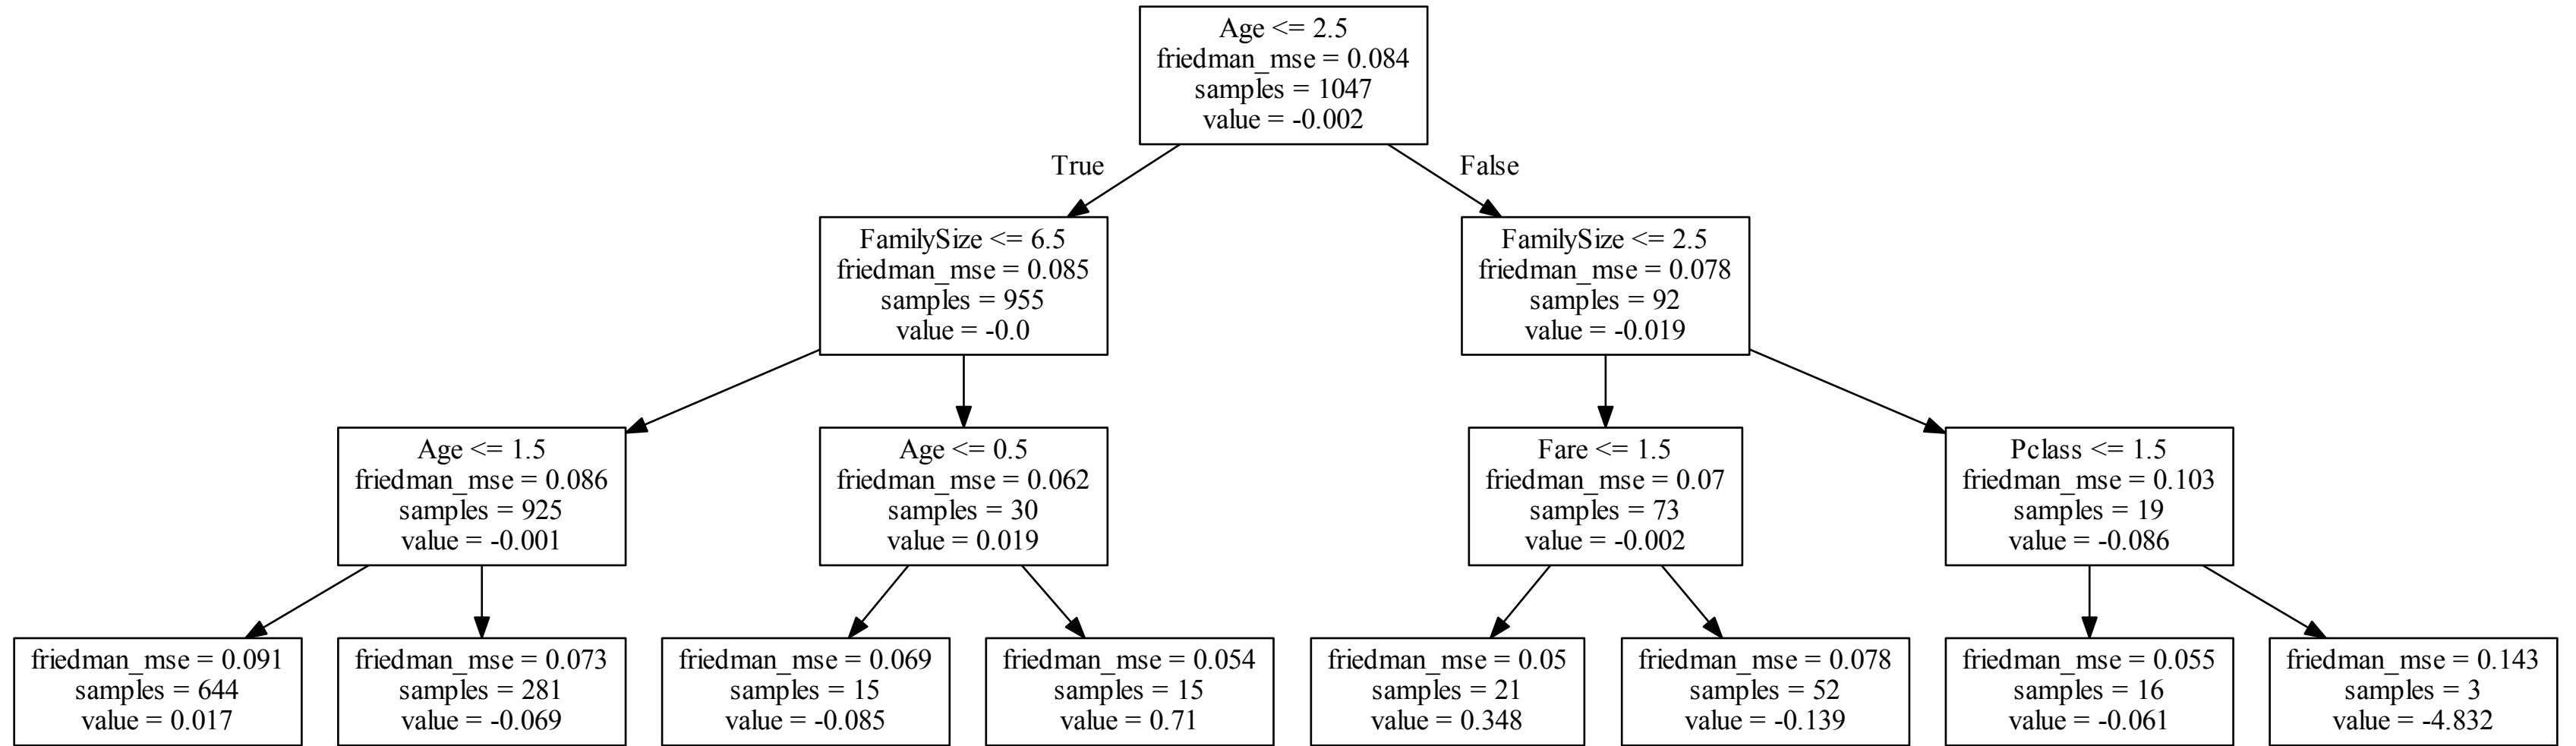 Age <= 2.5
friedman_mse = 0.084
samples = 1047
value = -0.002
True
False
FamilySize <= 6.5
friedman_mse = 0.085
samples = 955
value = -0.0
FamilySize <= 2.5
friedman_mse = 0.078
samples = 92
value = -0.019
Age <= 1.5
friedman_mse = 0.086
samples = 925
value = -0.001
Age <= 0.5
friedman_mse = 0.062
samples = 30
value = 0.019
Fare <= 1.5
friedman_mse = 0.07
samples = 73
value = -0.002
Pclass <= 1.5
friedman_mse = 0.103
samples = 19
value = -0.086
friedman_mse = 0.091
samples = 644
value = 0.017
friedman_mse = 0.073
samples = 281
value = -0.069
friedman_mse = 0.069
samples = 15
value = -0.085
friedman_mse = 0.054
samples = 15
value = 0.71
friedman_mse = 0.05
samples = 21
value = 0.348
friedman_mse = 0.078
samples = 52
value = -0.139
friedman_mse = 0.055
samples = 16
value = -0.061
friedman_mse = 0.143
samples = 3
value = -4.832